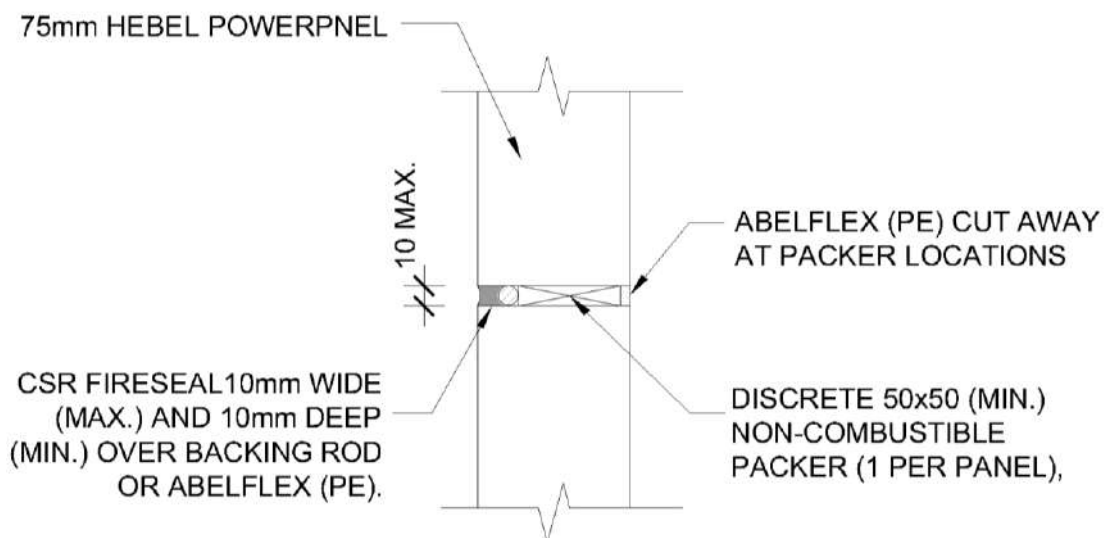 75mm HEBEL POWERPNEL
10 MAX.
ABELFLEX (PE) CUT AWAY
AT PACKER LOCATIONS
CSR FIRESEAL10mm WIDE
(MAX.) AND 10mm DEEP
(MIN.) OVER BACKING ROD
OR ABELFLEX (PE).
DISCRETE 50x50 (MIN.)
NON-COMBUSTIBLE
PACKER (1 PER PANEL),